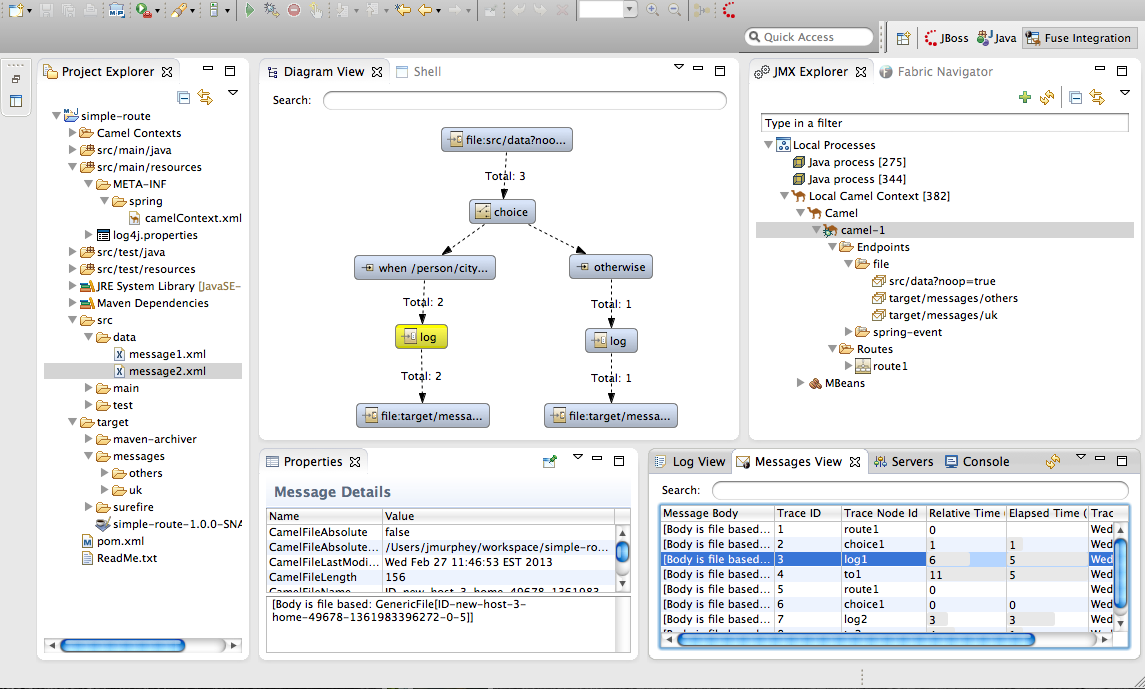 Quick Access
JBoss
Java
Fuse Integration
Project Explorer
simple-route
Camel Contexts
src/main/java
src/main/resources
META-INF
spring
camelContext.xml
log4j.properties
src/test/java
src/test/resources
JRE System Library [JavaSE-
Maven Dependencies
src
data
message1.xml
message2.xml
main
test
target
maven-archiver
messages
others
uk
surefire
simple-route-1.0.0-SNA
pom.xml
ReadMe.txt
Diagram View
Shell
Search:
file:src/data?noo...
Total: 3
choice
when /person/city...
otherwise
Total: 2
Total: 1
log
log
Total: 2
Total: 1
file:target/messa...
file:target/messa...
JMX Explorer
Fabric Navigator
Type in a filter
Local Processes
Java process [275]
Java process [344]
Local Camel Context [382]
Camel
camel-1
Endpoints
file
src/data?noop=true
target/messages/others
target/messages/uk
spring-event
Routes
route1
MBeans
Properties
Message Details
Name Value
CamelFileAbsolute false
CamelFileAbsolute... /Users/jmurphey/workspace/simple-ro...
CamelFileLastModi... Wed Feb 27 11:46:53 EST 2013
CamelFileLength 156
CamelFileName ID-new-host-3-home-49678-1361983
[Body is file based: GenericFile[ID-new-host-3-
home-49678-1361983396272-0-5]]
Log View
Messages View
Servers
Console
Search:
Message Body Trace ID Trace Node Id Relative Time ( Elapsed Time ( Trac
[Body is file based... 1 route1 0 Wed
[Body is file based... 2 choice1 1 1 Wed
[Body is file based... 3 log1 6 5 Wed
[Body is file based... 4 to1 11 5 Wed
[Body is file based... 5 route1 0 Wed
[Body is file based... 6 choice1 0 0 Wed
[Body is file based... 7 log2 3 3 Wed